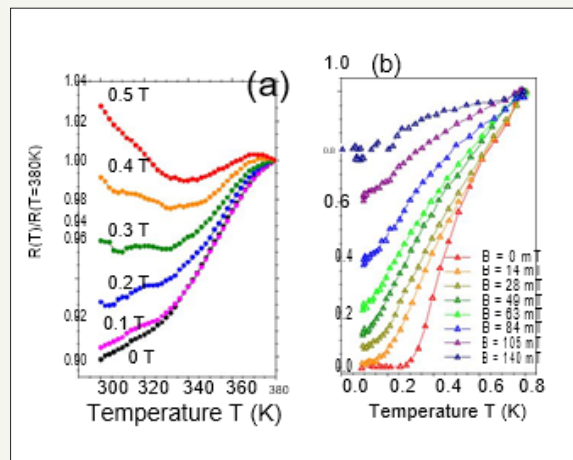 (a)
R(T)/R(T=380K)
1.04
1.02
1.00
0.98
0.94
0.96
0.92
0.90
0.5 T
0.4 T
0.3 T
0.2 T
0.1 T
0 T
300 320 340 360 380
Temperature T (K)
(b)
1.0
0.8
0.6
0.4
0.2
0.0
B = 0 mT
B = 14 mT
B = 28 mT
B = 49 mT
B = 63 mT
B = 84 mT
B = 105 mT
B = 140 mT
0.0 0.2 0.4 0.6 0.8
Temperature T (K)